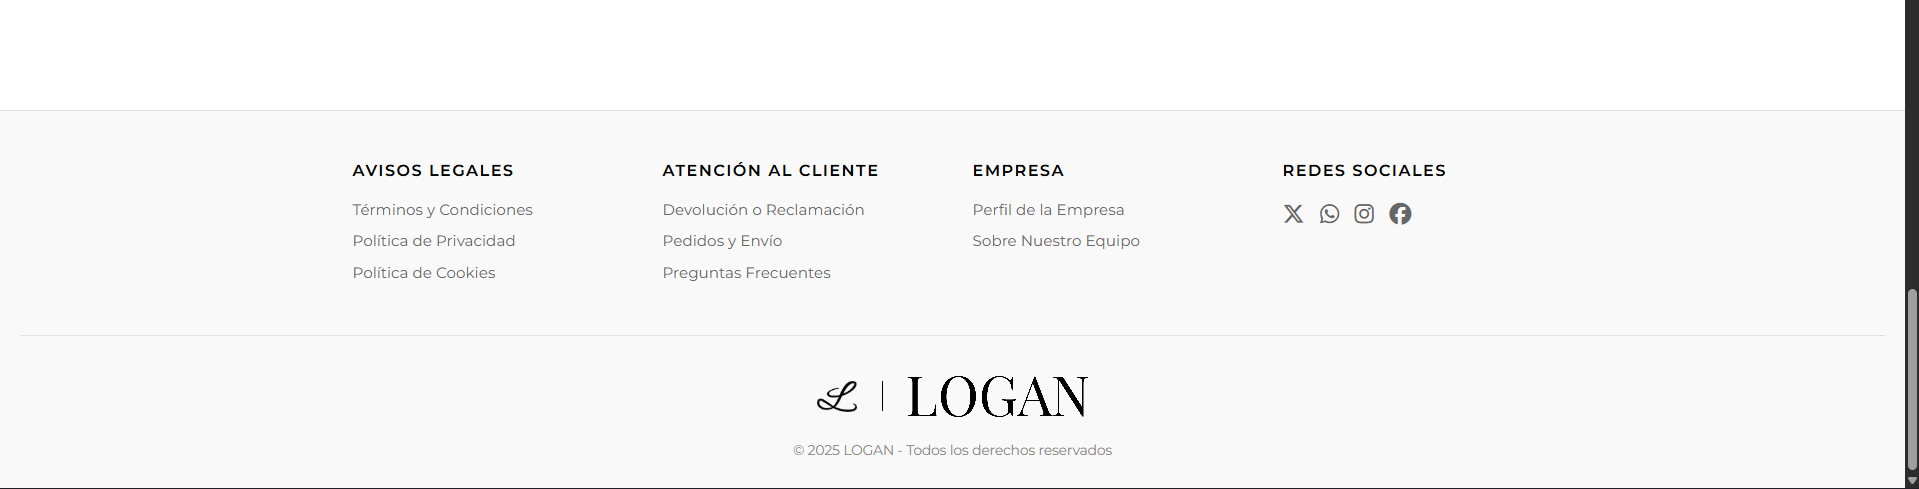 AVISOS LEGALES
Términos y Condiciones
Política de Privacidad
Política de Cookies
ATENCIÓN AL CLIENTE
Devolución o Reclamación
Pedidos y Envío
Preguntas Frecuentes
EMPRESA
Perfil de la Empresa
Sobre Nuestro Equipo
REDES SOCIALES
L | LOGAN
© 2025 LOGAN - Todos los derechos reservados